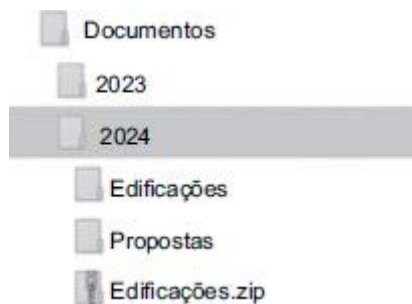 Documentos
2023
2024
Edificações
Propostas
Edificações.zip